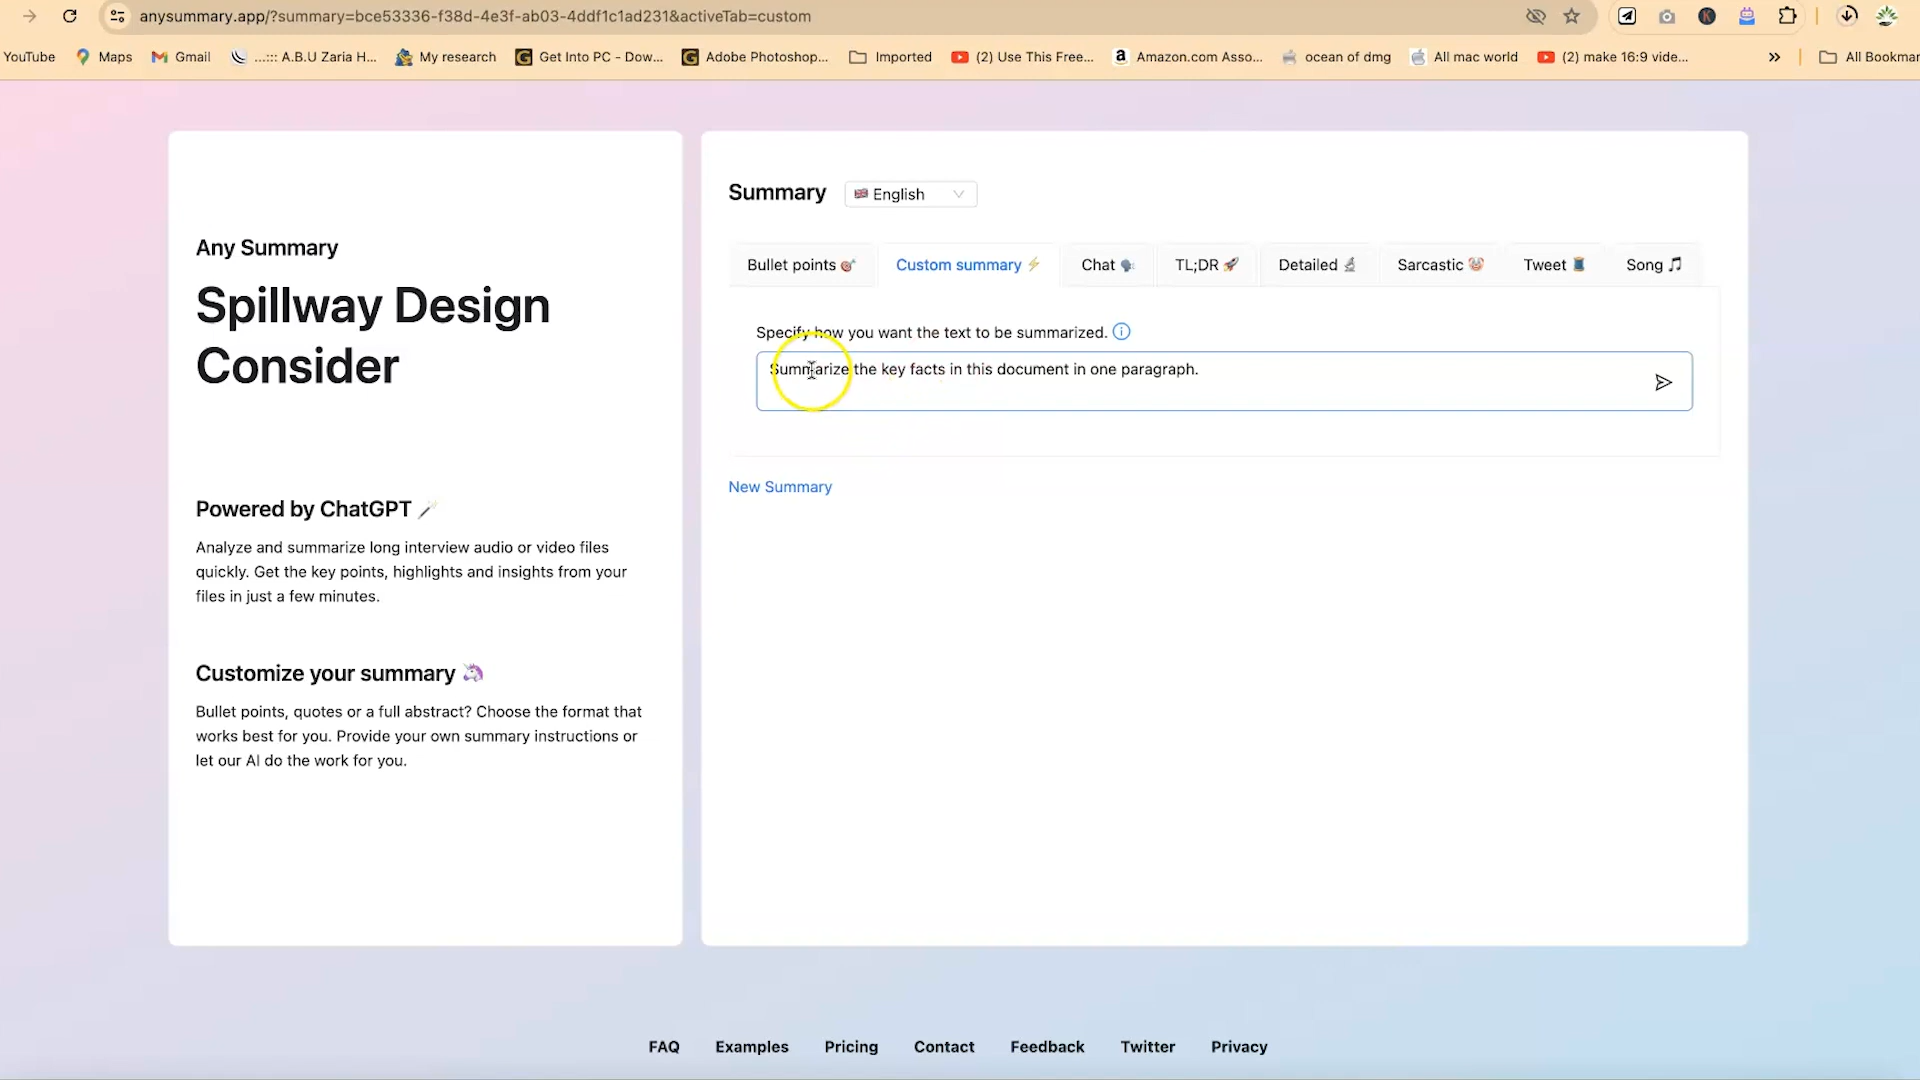 anysummary.app/?summary=bce53336-f38d-4e3f-ab03-4ddf1c1ad231&activeTab=custom
YouTube Maps Gmail ...::: A.B.U Zaria H... My research Get Into PC - Dow... Adobe Photoshop... Imported (2) Use This Free... Amazon.com Asso... ocean of dmg All mac world (2) make 16:9 vide... » All Bookmar
Any Summary
Spillway Design
Consider
Powered by ChatGPT
Analyze and summarize long interview audio or video files
quickly. Get the key points, highlights and insights from your
files in just a few minutes.
Customize your summary
Bullet points, quotes or a full abstract? Choose the format that
works best for you. Provide your own summary instructions or
let our AI do the work for you.
Summary English
Bullet points Custom summary Chat TL;DR Detailed Sarcastic Tweet Song
Specify how you want the text to be summarized.
Summarize the key facts in this document in one paragraph.
New Summary
FAQ Examples Pricing Contact Feedback Twitter Privacy